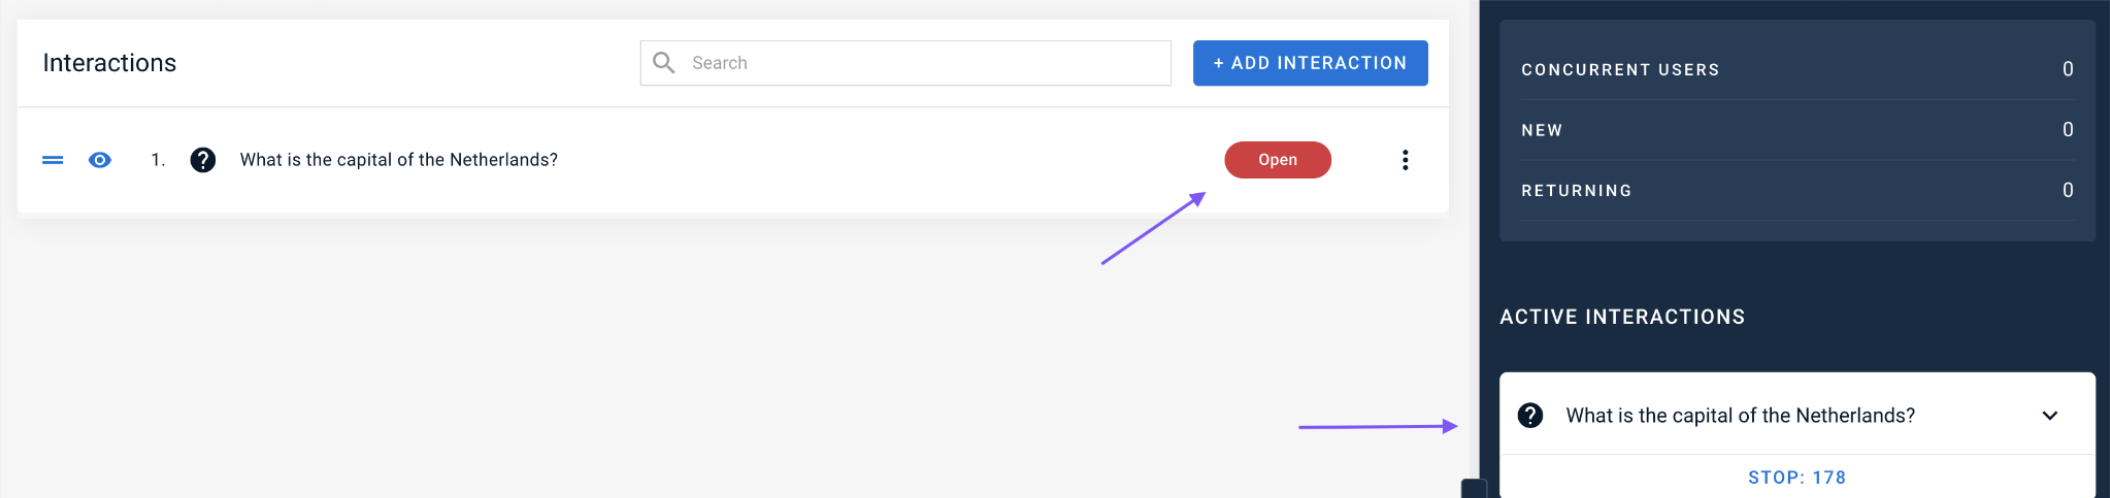 Interactions
Search
+ ADD INTERACTION
1. What is the capital of the Netherlands?
Open
CONCURRENT USERS 0
NEW 0
RETURNING 0
ACTIVE INTERACTIONS
What is the capital of the Netherlands?
STOP: 178